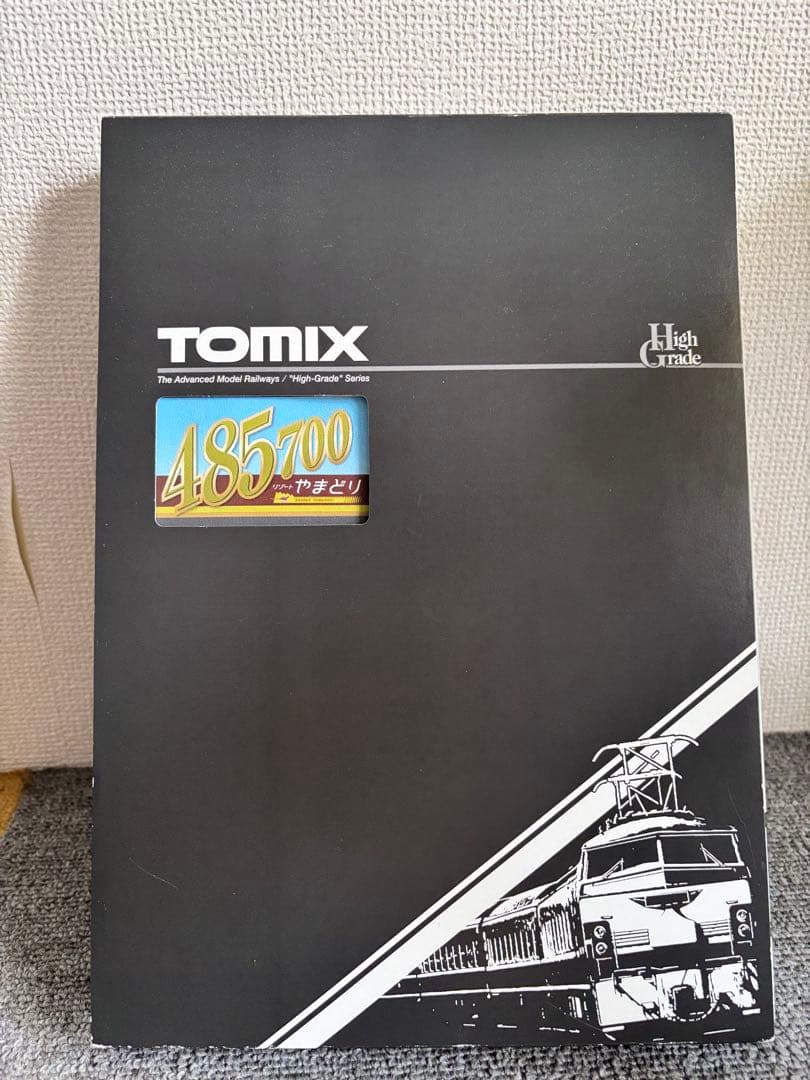 TOMIX
High
Grade
The Advanced Model Railways / "High-Grade" Series
485 700
リゾート やまどり